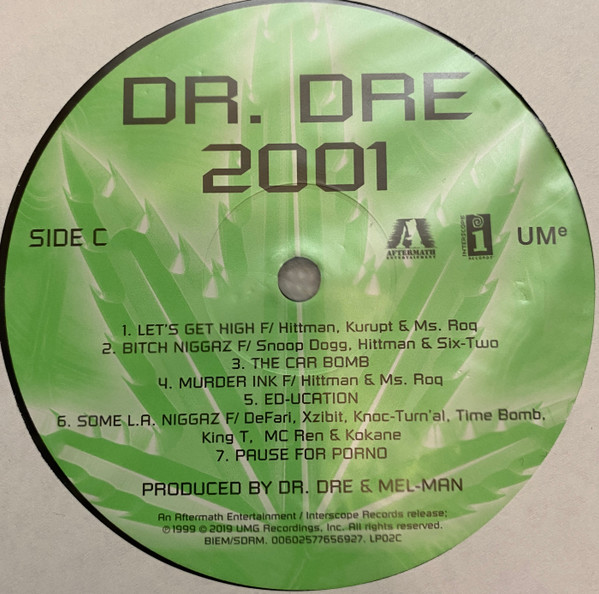 DR. DRE
2001
SIDE C
AFTERMATH
ENTERTAINMENT
INTERSCOPE
RECORDS
i
UMe
1. LET'S GET HIGH F/ Hittman, Kurupt & Ms. Roq
2. BITCH NIGGAZ F/ Snoop Dogg, Hittman & Six-Two
3. THE CAR BOMB
4. MURDER INK F/ Hittman & Ms. Roq
5. ED-UCATION
6. SOME L.A. NIGGAZ F/ DeFari, Xzibit, Knoc-Turn'al, Time Bomb,
King T, MC Ren & Kokane
7. PAUSE FOR PORNO
PRODUCED BY DR. DRE & MEL-MAN
An Aftermath Entertainment / Interscope Records release;
℗1999 © 2019 UMG Recordings, Inc. All rights reserved.
BIEM/SDRM. 00602577656927. LP02C